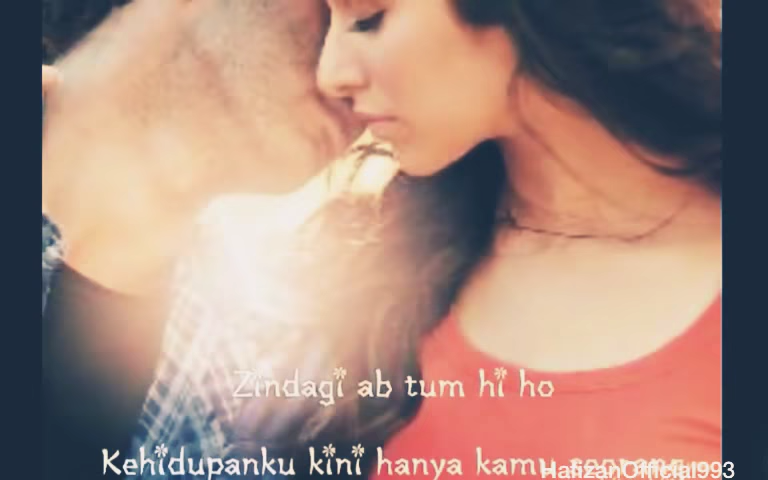 Zindagi ab tum hi ho
Kehidupanku kini hanya kamu
HafizanOfficial993